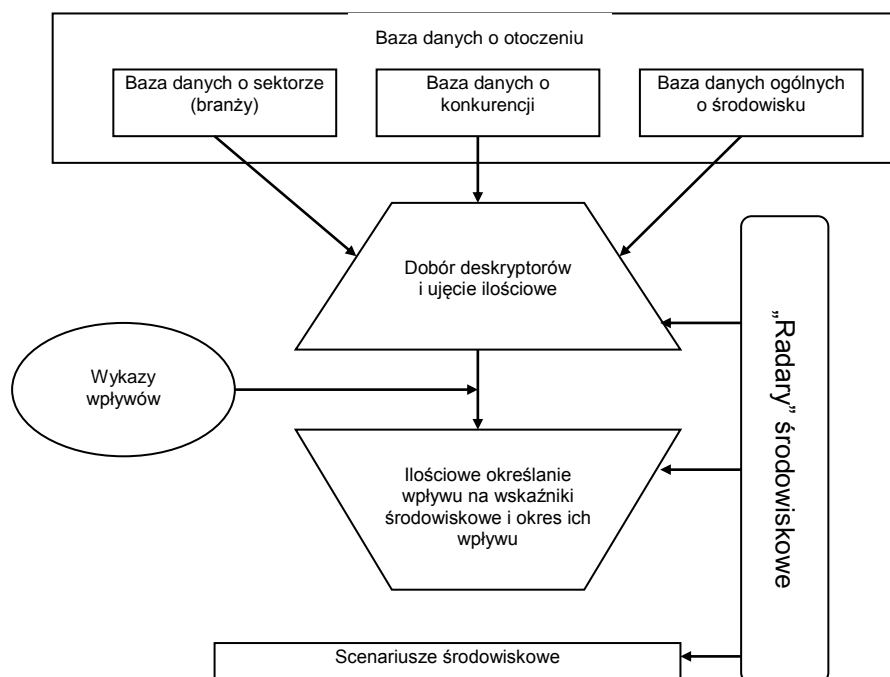 Baza danych o otoczeniu
Baza danych o sektorze
(branży)
Baza danych o
konkurencji
Baza danych ogólnych
o środowisku
Dobór deskryptorów
i ujęcie ilościowe
„Radary” środowiskowe
Wykazy
wpływów
Ilościowe określanie
wpływu na wskaźniki
środowiskowe i okres ich
wpływu
Scenariusze środowiskowe